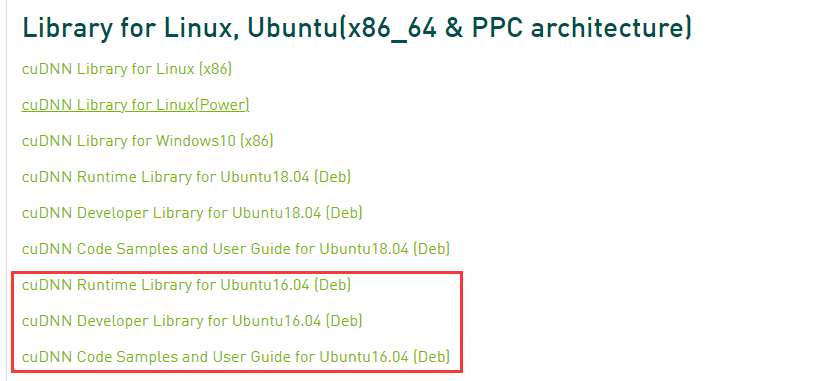 Library for Linux, Ubuntu(x86_64 & PPC architecture)
cuDNN Library for Linux (x86)
cuDNN Library for Linux(Power)
cuDNN Library for Windows10 (x86)
cuDNN Runtime Library for Ubuntu18.04 (Deb)
cuDNN Developer Library for Ubuntu18.04 (Deb)
cuDNN Code Samples and User Guide for Ubuntu18.04 (Deb)
cuDNN Runtime Library for Ubuntu16.04 (Deb)
cuDNN Developer Library for Ubuntu16.04 (Deb)
cuDNN Code Samples and User Guide for Ubuntu16.04 (Deb)